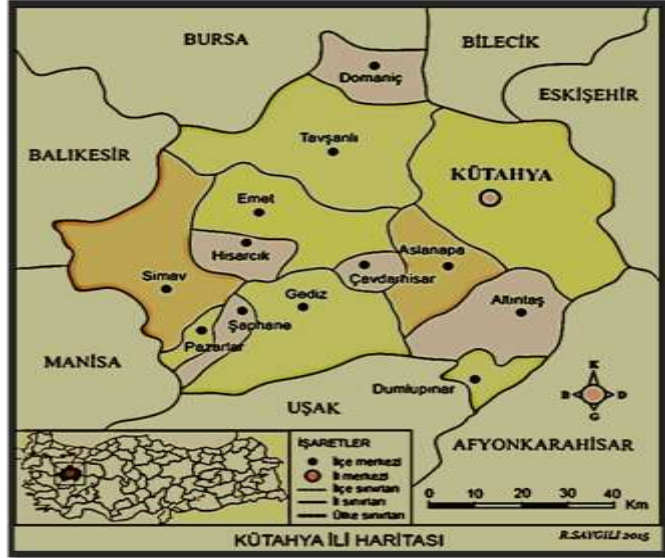 BURSA
BİLECİK
Domaniç
ESKİŞEHİR
Tavşanlı
BALIKESİR
KÜTAHYA
Emet
Hisarcık
Aslanapa
Çavdarhisar
Simav
Gediz
Şaphane
Altıntaş
Pazarlar
MANİSA
Dumlupınar
UŞAK
K
B D
G
AFYONKARAHİSAR
İŞARETLER
İlçe merkezi
İl merkezi
İlçe sınırları
İl sınırları
Ülke sınırları
0 10 20 30 40
Km
KÜTAHYA İLİ HARİTASI
R.SAYGILI 2015